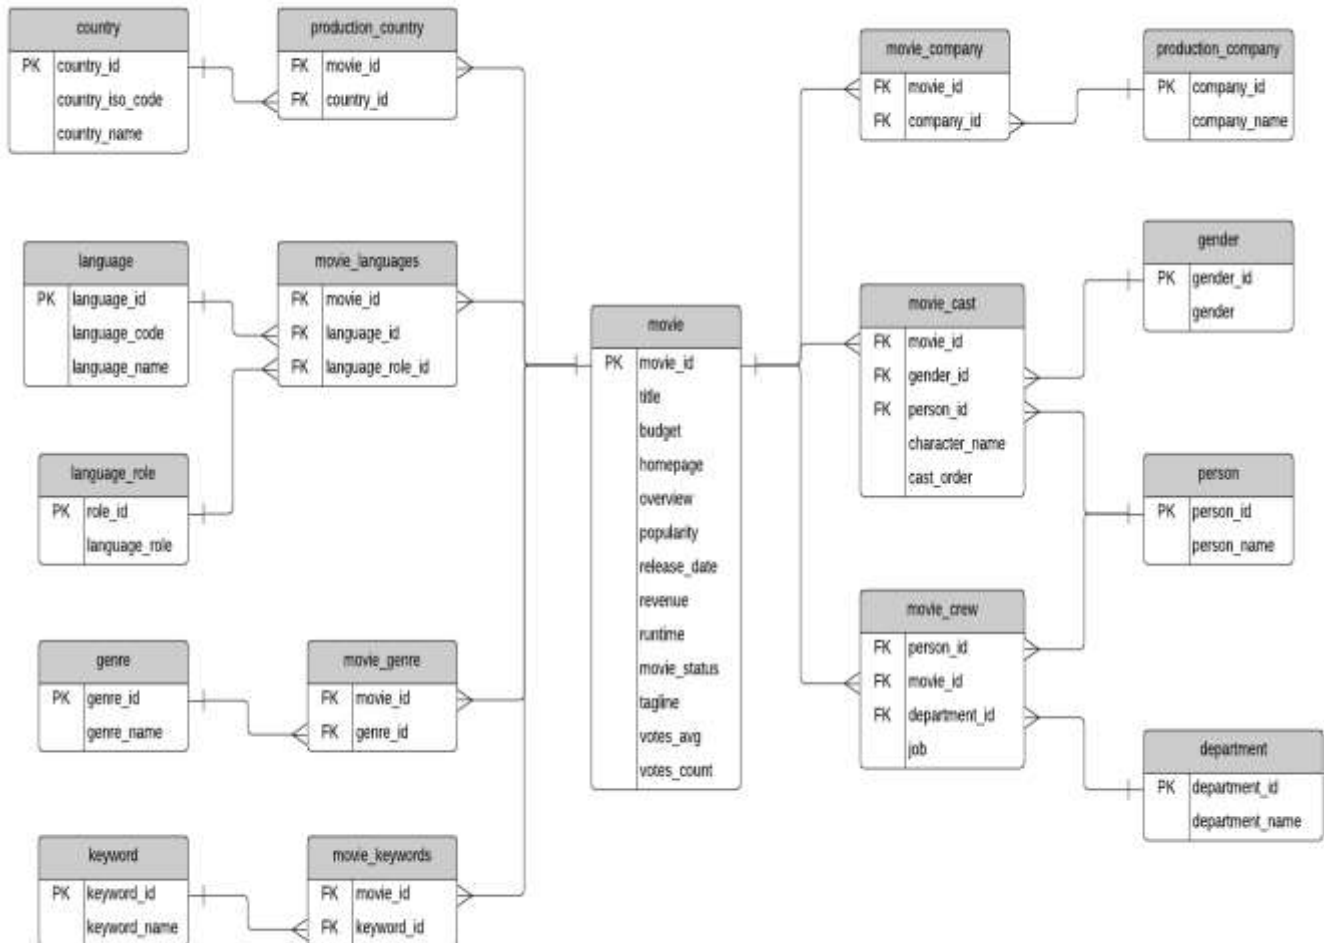 country
PK country_id
country_iso_code
country_name
production_country
FK movie_id
FK country_id
language
PK language_id
language_code
language_name
movie_languages
FK movie_id
FK language_id
FK language_role_id
language_role
PK role_id
language_role
genre
PK genre_id
genre_name
movie_genre
FK movie_id
FK genre_id
keyword
PK keyword_id
keyword_name
movie_keywords
FK movie_id
FK keyword_id
movie
PK movie_id
title
budget
homepage
overview
popularity
release_date
revenue
runtime
movie_status
tagline
votes_avg
votes_count
movie_company
FK movie_id
FK company_id
production_company
PK company_id
company_name
gender
PK gender_id
gender
movie_cast
FK movie_id
FK gender_id
FK person_id
character_name
cast_order
person
PK person_id
person_name
movie_crew
FK person_id
FK movie_id
FK department_id
job
department
PK department_id
department_name